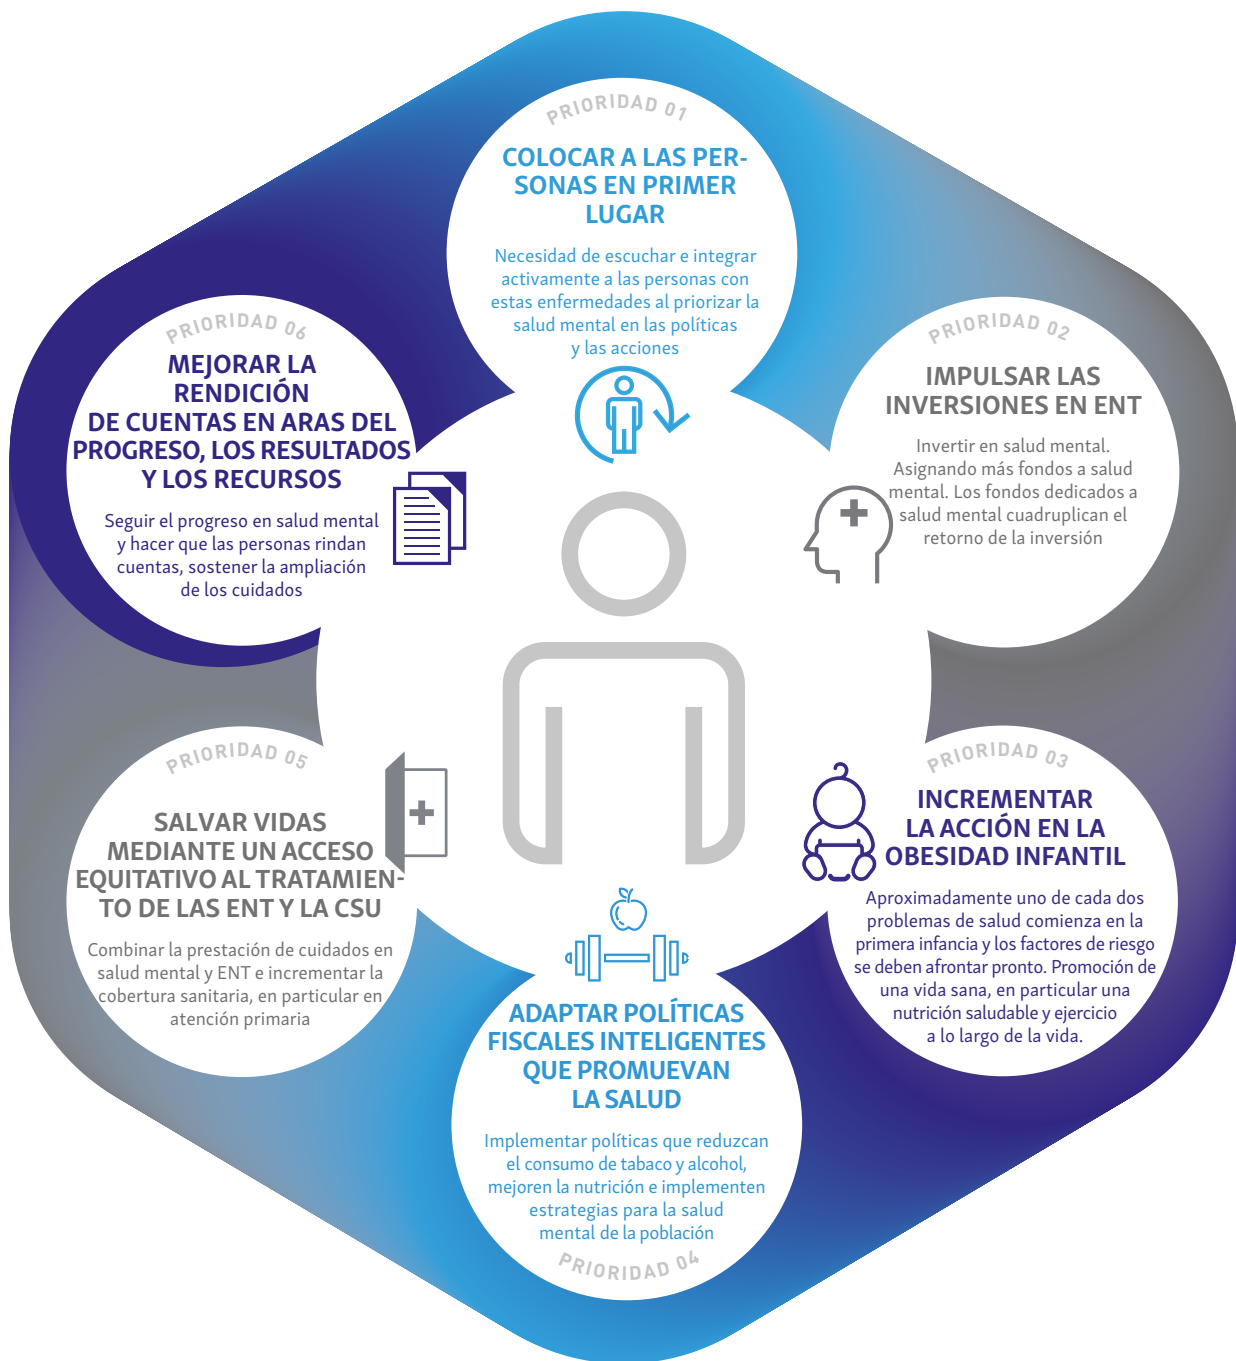 PRIORIDAD 01
COLOCAR A LAS PER-
SONAS EN PRIMER
LUGAR
Necesidad de escuchar e integrar
activamente a las personas con
estas enfermedades al priorizar la
salud mental en las políticas
y las acciones
PRIORIDAD 02
IMPULSAR LAS
INVERSIONES EN ENT
Invertir en salud mental.
Asignando más fondos a salud
mental. Los fondos dedicados a
salud mental cuadruplican el
retorno de la inversión
PRIORIDAD 03
INCREMENTAR
LA ACCIÓN EN LA
OBESIDAD INFANTIL
Aproximadamente uno de cada dos
problemas de salud comienza en la
primera infancia y los factores de riesgo
se deben afrontar pronto. Promoción de
una vida sana, en particular una
nutrición saludable y ejercicio
a lo largo de la vida.
ADAPTAR POLÍTICAS
FISCALES INTELIGENTES
QUE PROMUEVAN
LA SALUD
Implementar políticas que reduzcan
el consumo de tabaco y alcohol,
mejoren la nutrición e implementen
estrategias para la salud
mental de la población
PRIORIDAD 04
PRIORIDAD 05
SALVAR VIDAS
MEDIANTE UN ACCESO
EQUITATIVO AL TRATAMIEN-
TO DE LAS ENT Y LA CSU
Combinar la prestación de cuidados en
salud mental y ENT e incrementar la
cobertura sanitaria, en particular en
atención primaria
PRIORIDAD 06
MEJORAR LA
RENDICIÓN
DE CUENTAS EN ARAS DEL
PROGRESO, LOS RESULTADOS
Y LOS RECURSOS
Seguir el progreso en salud mental
y hacer que las personas rindan
cuentas, sostener la ampliación
de los cuidados